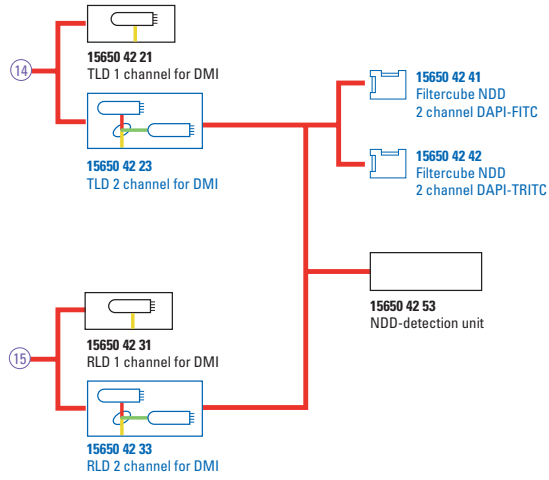 14
15650 42 21
TLD 1 channel for DMI
15650 42 23
TLD 2 channel for DMI
15650 42 41
Filtercube NDD
2 channel DAPI-FITC
15650 42 42
Filtercube NDD
2 channel DAPI-TRITC
15650 42 53
NDD-detection unit
15
15650 42 31
RLD 1 channel for DMI
15650 42 33
RLD 2 channel for DMI